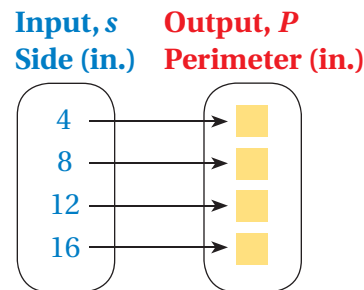 Input, s Output, P
Side (in.) Perimeter (in.)
4
8
12
16